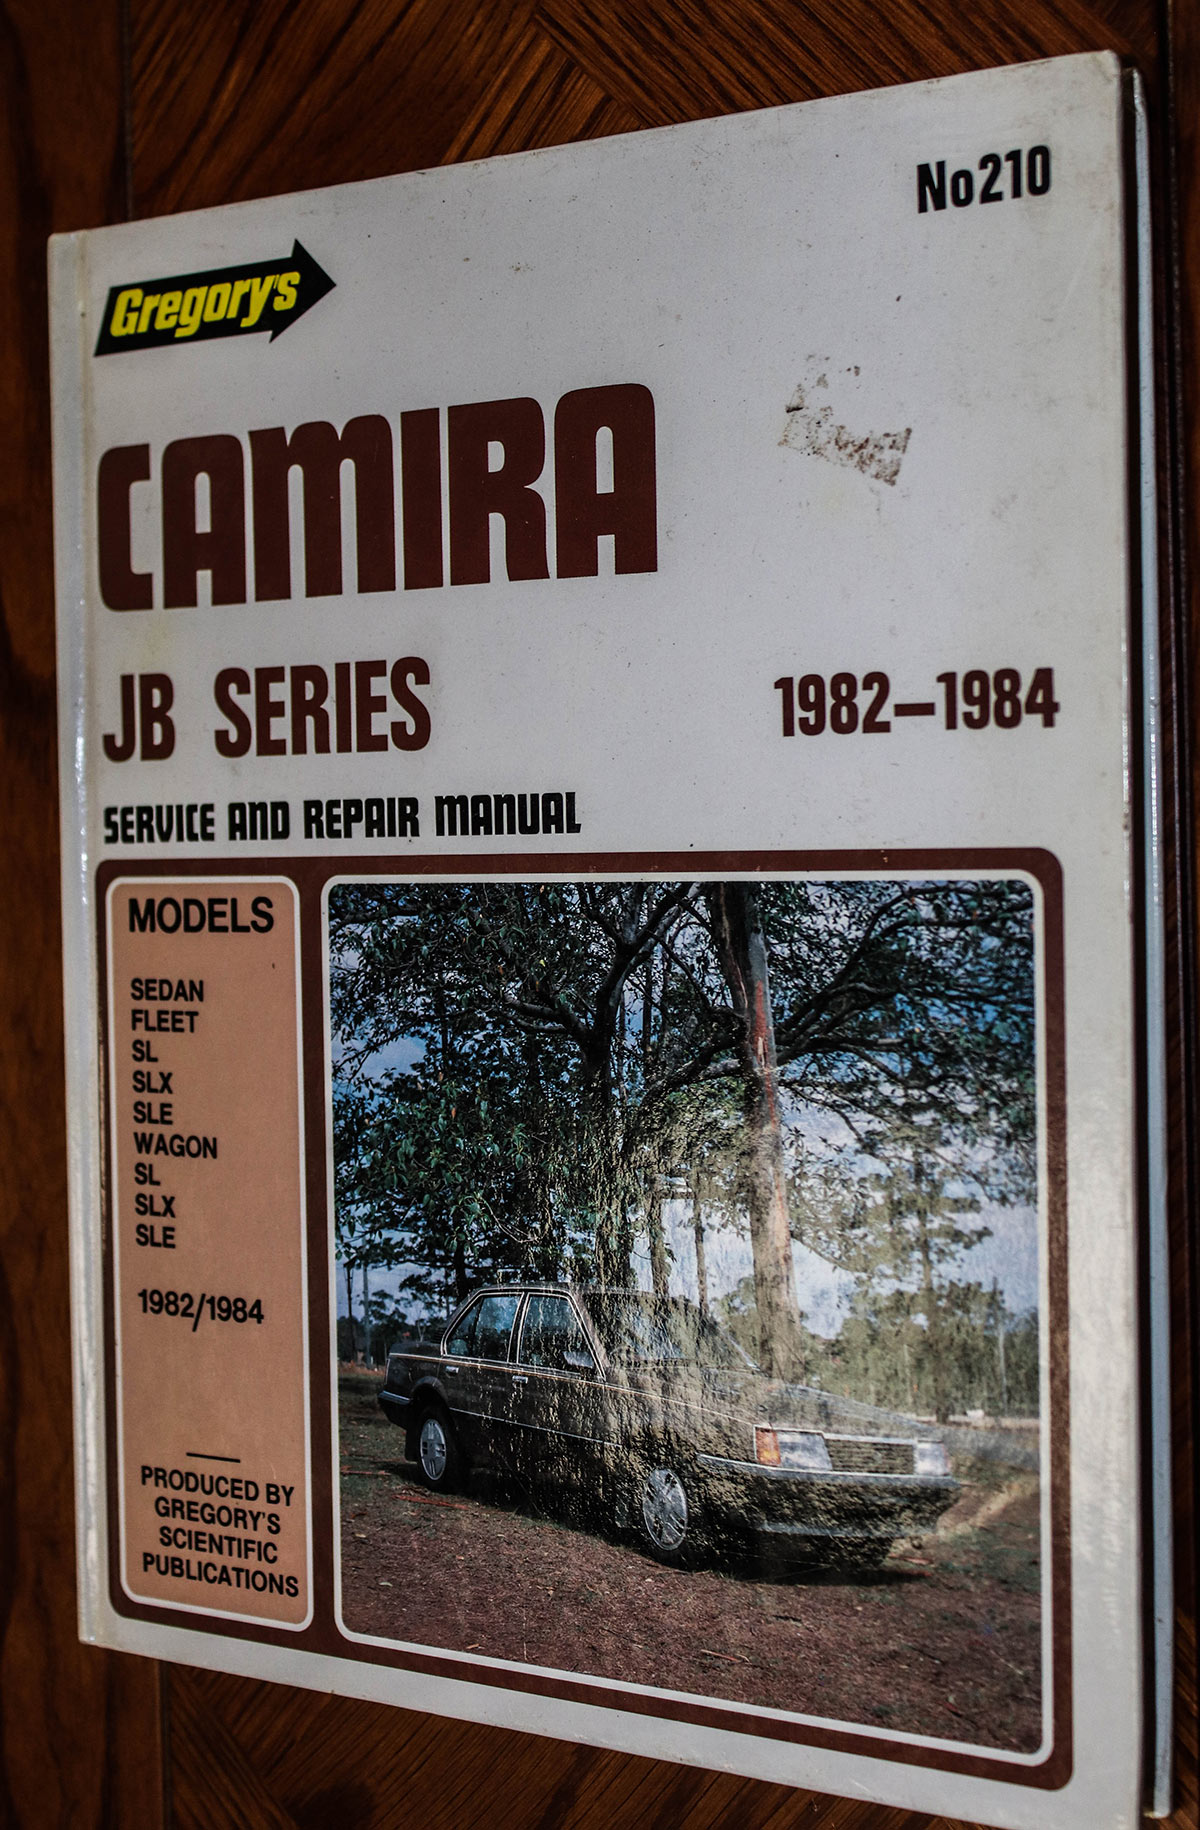 No210
Gregory's
CAMIRA
JB SERIES
1982–1984
SERVICE AND REPAIR MANUAL
MODELS
SEDAN
FLEET
SL
SLX
SLE
WAGON
SL
SLX
SLE
1982/1984
PRODUCED BY
GREGORY'S
SCIENTIFIC
PUBLICATIONS